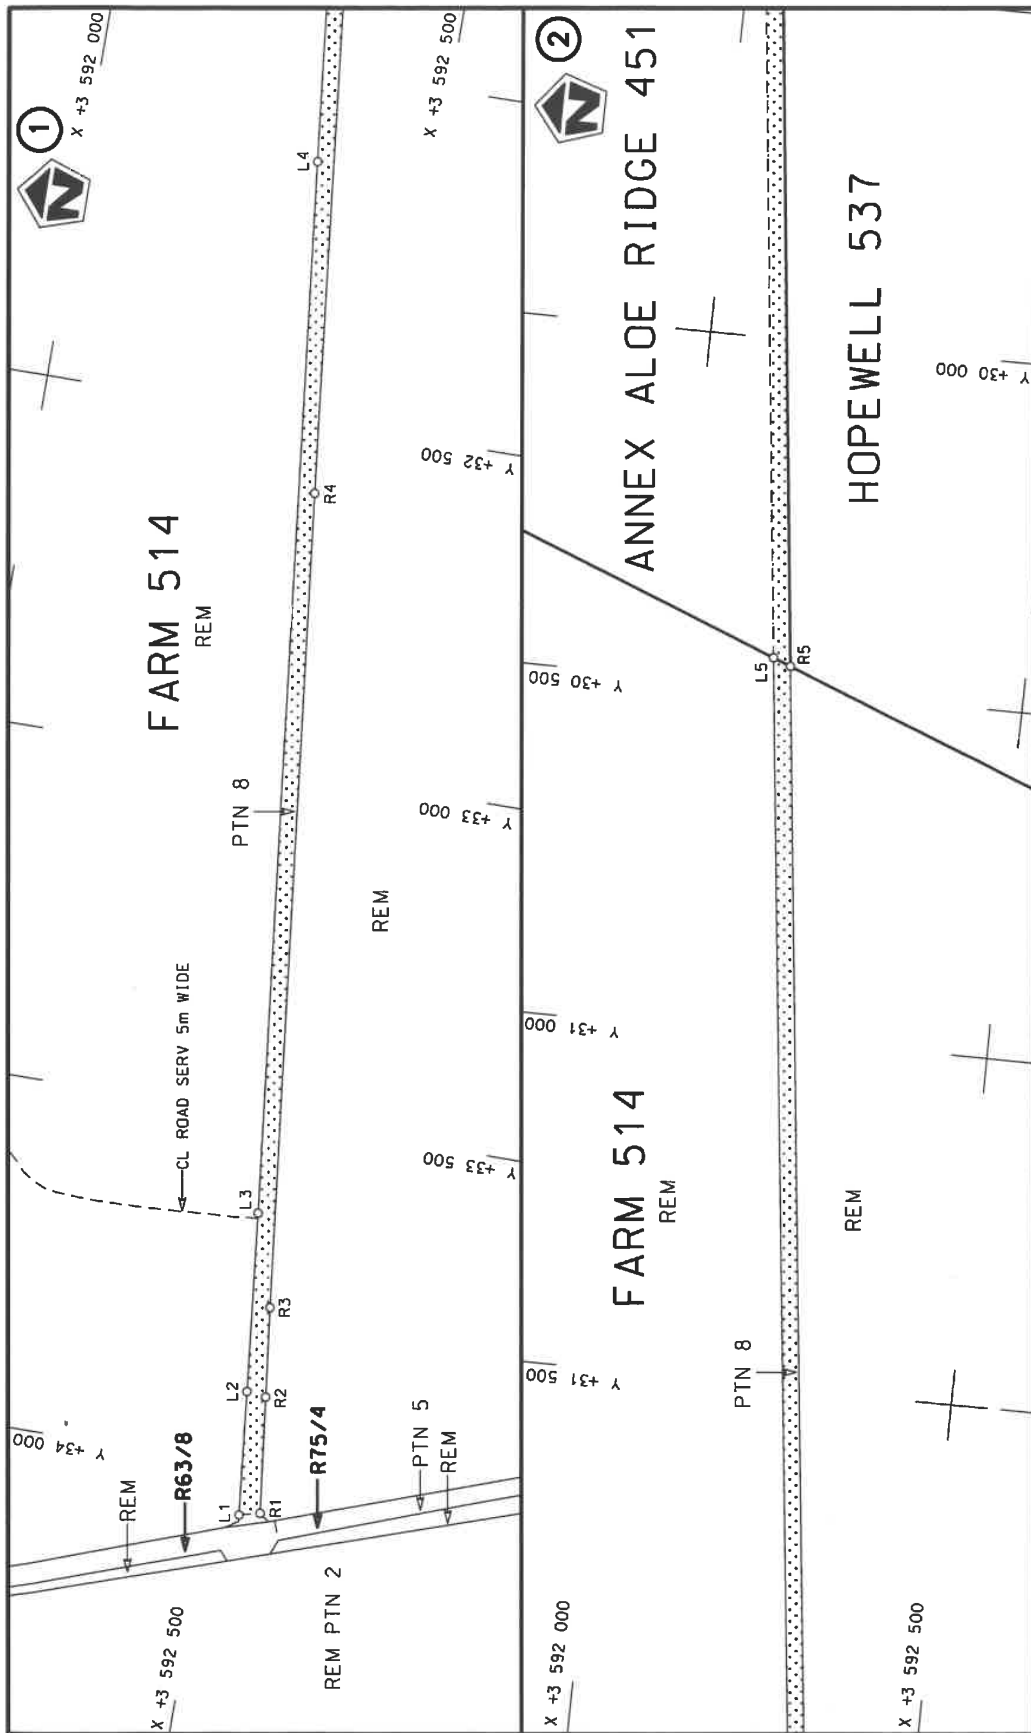 1
N
X +3 592 000
X +3 592 500
L4
R4
Y +32 500
FARM 514
REM
PTN 8
Y +33 000
REM
CL ROAD SERV 5m WIDE
Y +33 500
L3
R3
L2
R2
Y +34 000
REM
R63/8
R75/4
PTN 5
REM
L1
R1
REM PTN 2
X +3 592 500
2
N
ANNEX ALOE RIDGE 451
HOPEWELL 537
Y +30 000
L5
R5
Y +30 500
Y +31 000
FARM 514
REM
REM
PTN 8
Y +31 500
X +3 592 000
X +3 592 500